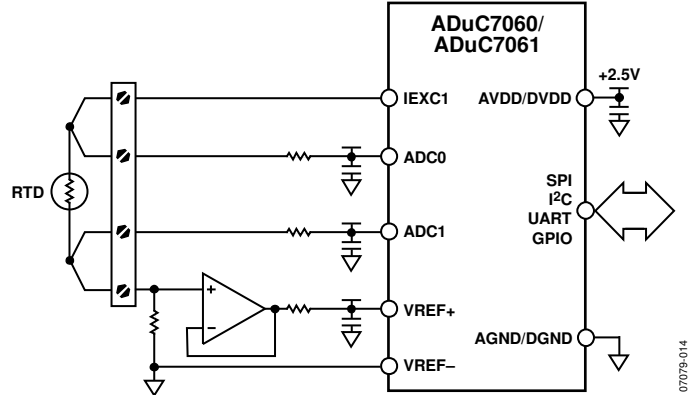 ADuC7060/
ADuC7061
+2.5V
IEXC1
AVDD/DVDD
ADC0
RTD
SPI
I²C
UART
GPIO
ADC1
+
–
VREF+
AGND/DGND
VREF–
07079-014